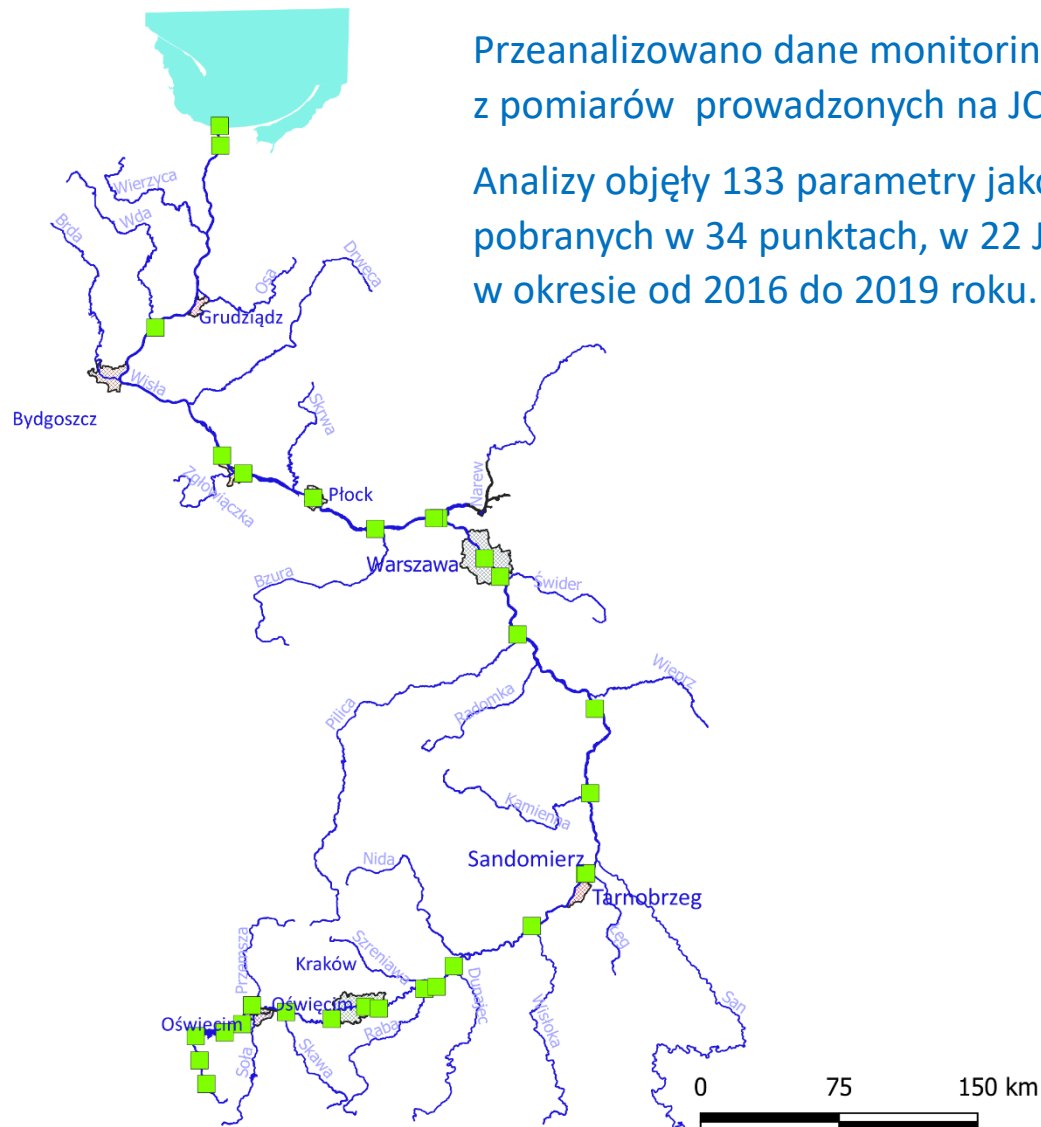 Przeanalizowano dane monitorin
z pomiarów prowadzonych na JC
Analizy objęły 133 parametry jako
pobranych w 34 punktach, w 22 J
w okresie od 2016 do 2019 roku.
Wierzyca
Wda
Brda
Osa
Drwęca
Grudziądz
Wisła
Bydgoszcz
Skrwa
Zgłowiączka
Płock
Narew
Warszawa
Bzura
Świder
Wieprz
Radomka
Pilica
Kamienna
Nida
Sandomierz
Tarnobrzeg
Łęg
Szreniawa
Kraków
Przemsza
Dunajec
Wisłoka
San
Oświęcim
Oświęcim
Raba
Soła
Skawa
0 75 150 km